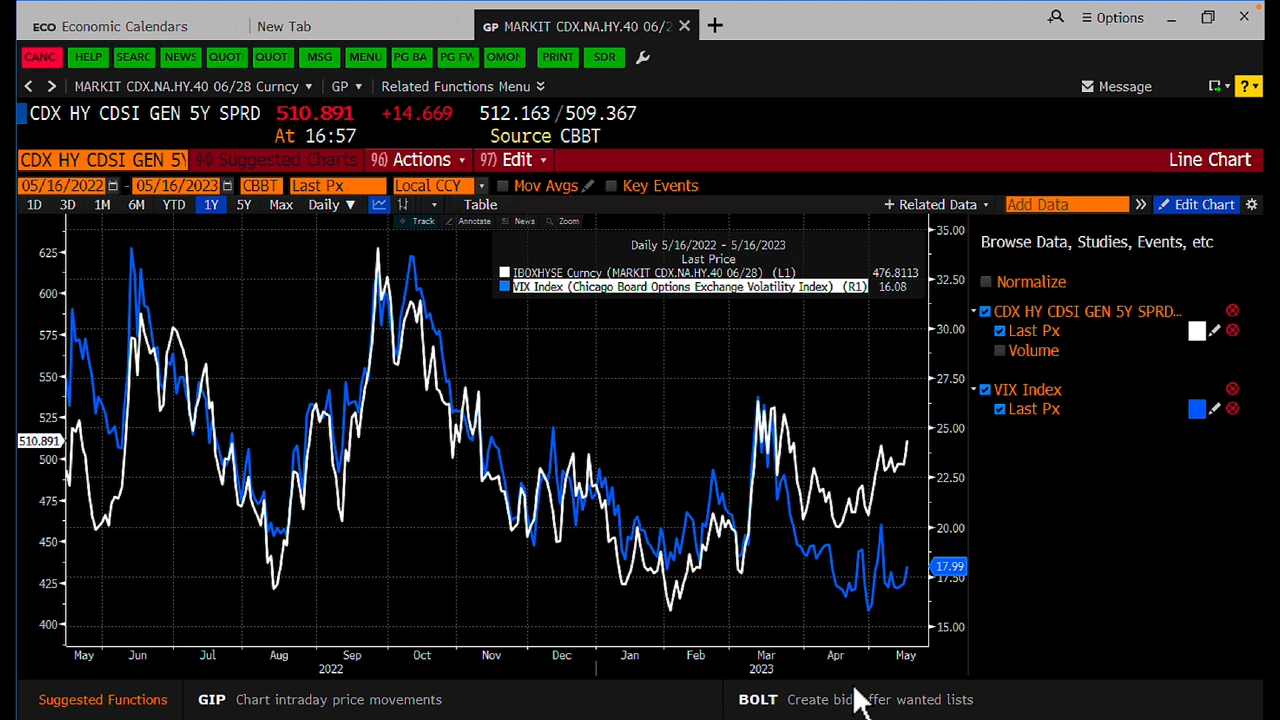 ECO Economic Calendars
New Tab
GP MARKIT CDX.NA.HY.40 06/2
Options
CANC HELP SEARC NEWS QUOT QUOT MSG MENU PG BA PG FW OMON PRINT SDR
MARKIT CDX.NA.HY.40 06/28 Curncy GP Related Functions Menu
Message
CDX HY CDSI GEN 5Y SPRD 510.891 +14.669 512.163/509.367
At 16:57 Source CBBT
CDX HY CDSI GEN 5Y 94) Suggested Charts 96) Actions 97) Edit Line Chart
05/16/2022 - 05/16/2023 CBBT Last Px Local CCY Mov Avgs Key Events
1D 3D 1M 6M YTD 1Y 5Y Max Daily Table + Related Data Add Data Edit Chart
Track Annotate News Zoom
Daily 5/16/2022 - 5/16/2023
Last Price
IBOXHYSE Curncy (MARKIT CDX.NA.HY.40 06/28) (L1) 476.8113
VIX Index (Chicago Board Options Exchange Volatility Index) (R1) 16.08
Browse Data, Studies, Events, etc
Normalize
CDX HY CDSI GEN 5Y SPRD...
Last Px
Volume
VIX Index
Last Px
625
600
575
550
525
510.891
500
475
450
425
400
35.00
32.50
30.00
27.50
25.00
22.50
20.00
17.99
17.50
15.00
May Jun Jul Aug Sep Oct Nov Dec Jan Feb Mar Apr May
2022 2023
Suggested Functions GIP Chart intraday price movements BOLT Create bid offer wanted lists